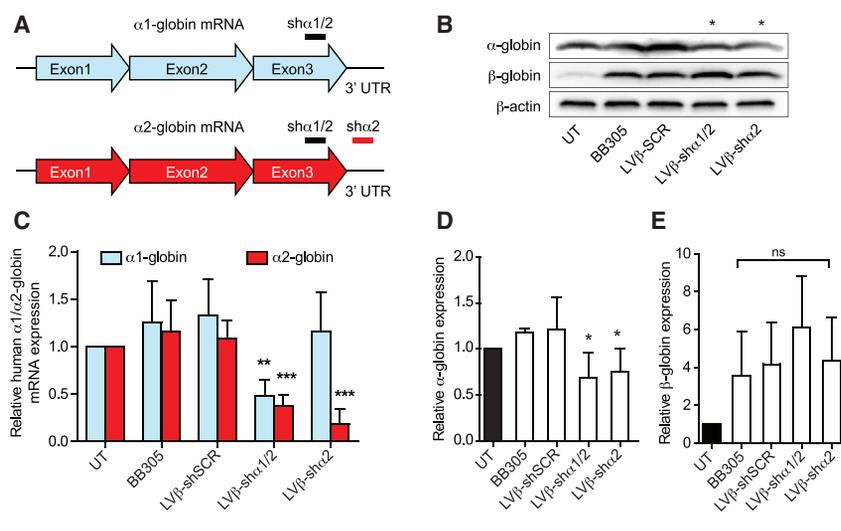 A
α1-globin mRNA
shα1/2
Exon1
Exon2
Exon3
3' UTR
α2-globin mRNA
shα1/2
shα2
Exon1
Exon2
Exon3
3' UTR
B
*
*
α-globin
β-globin
β-actin
UT
BB305
LVβ-SCR
LVβ-shα1/2
LVβ-shα2
C
Relative human α1/α2-globin
mRNA expression
2.0
1.5
1.0
0.5
0.0
α1-globin
α2-globin
**
***
***
UT
BB305
LVβ-shSCR
LVβ-shα1/2
LVβ-shα2
D
Relative α-globin expression
2.0
1.5
1.0
0.5
0.0
*
*
UT
BB305
LVβ-shSCR
LVβ-shα1/2
LVβ-shα2
E
Relative β-globin expression
10
8
6
4
2
0
ns
UT
BB305
LVβ-shSCR
LVβ-shα1/2
LVβ-shα2